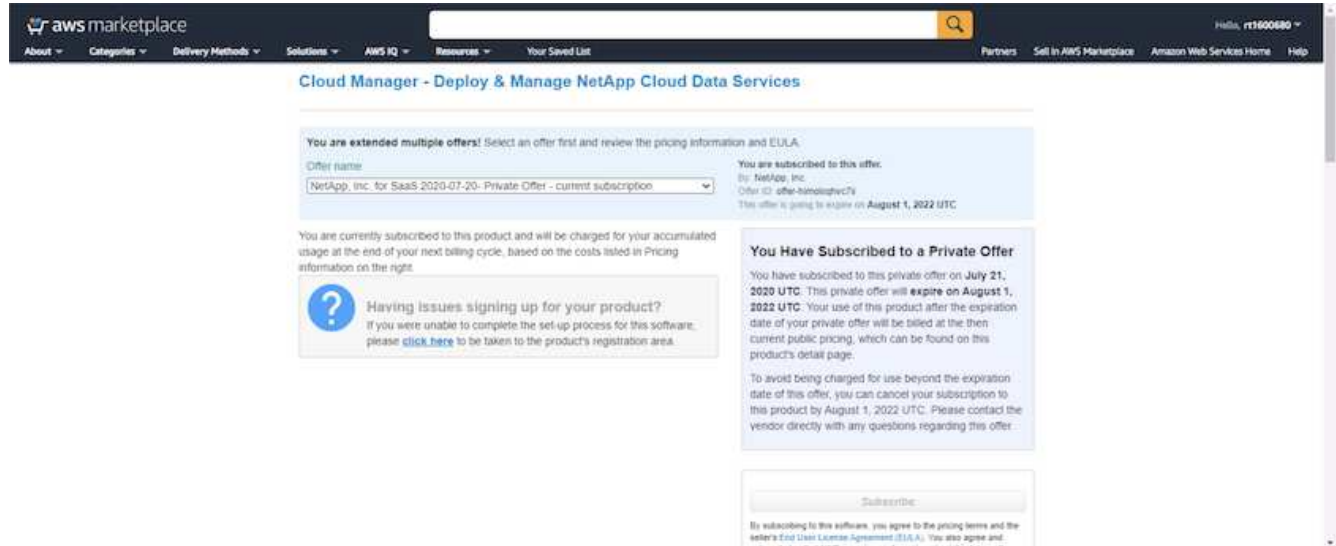 aws marketplace
Hello, rt1600680
About
Categories
Delivery Methods
Solutions
AWS IQ
Resources
Your Saved List
Partners
Sell in AWS Marketplace
Amazon Web Services Home
Help
Cloud Manager - Deploy & Manage NetApp Cloud Data Services
You are extended multiple offers! Select an offer first and review the pricing information and EULA.
Offer name
NetApp, Inc. for SaaS 2020-07-20- Private Offer - current subscription
You are subscribed to this offer.
By: NetApp, Inc.
Offer ID:
This offer is going to expire on August 1, 2022 UTC
You are currently subscribed to this product and will be charged for your accumulated
usage at the end of your next billing cycle, based on the costs listed in Pricing
information on the right.
Having issues signing up for your product?
If you were unable to complete the set-up process for this software,
please click here to be taken to the product's registration area.
You Have Subscribed to a Private Offer
You have subscribed to this private offer on July 21,
2020 UTC. This private offer will expire on August 1,
2022 UTC. Your use of this product after the expiration
date of your private offer will be billed at the then
current public pricing, which can be found on this
product's detail page.
To avoid being charged for use beyond the expiration
date of this offer, you can cancel your subscription to
this product by August 1, 2022 UTC. Please contact the
vendor directly with any questions regarding this offer
Subscribe
By subscribing to this software, you agree to the pricing terms and the
seller's End User License Agreement (EULA). You also agree and